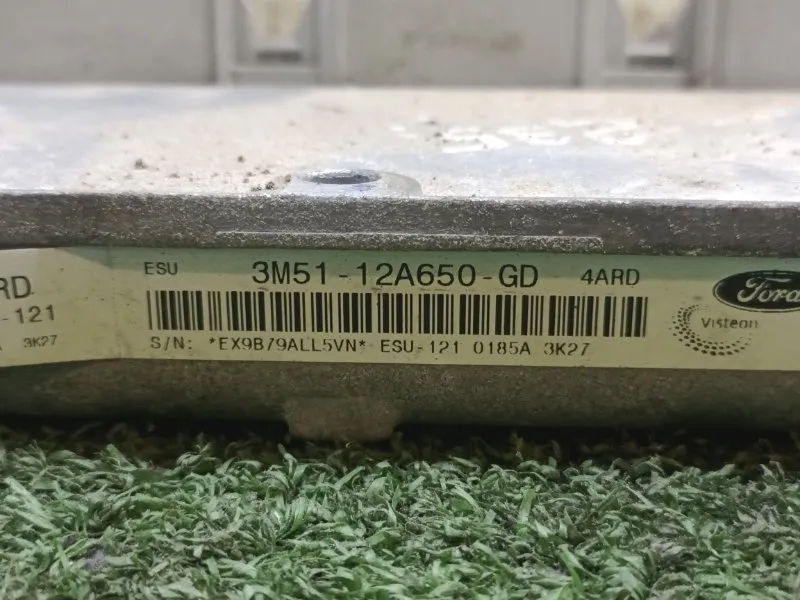 RD
-121
3K27
ESU 3M51-12A650-GD 4ARD
S/N: *EX9B79ALL5VN* ESU-121 0185A 3K27
Ford
Visteon